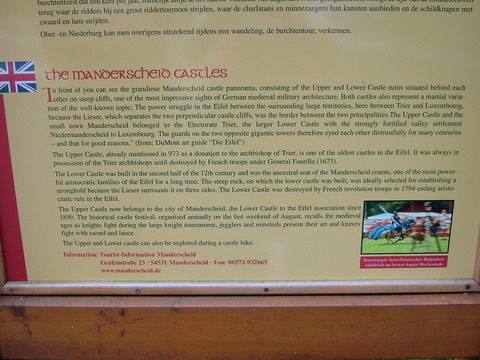 burchtenfeest dat een keer per jaar,
terug waar de ridders bij een groot riddertoernooi strijden, waar de charlatans en minnezangers hun kunsten aanbieden en de schildknapen met
zwaard en lans strijden.
Ober -en Niederburg kan men overigens uitstekend tijdens een wandeling, de burchtentour, verkennen.
The Manderscheid Castles
"In front of you can see the grandiose Manderscheid castle panorama, consisting of the Upper and Lower Castle ruins situated behind each
other on steep cliffs, one of the most impressive sights of German medieval military architecture. Both castles also represent a martial varia-
tion of the well-known topic: The power struggle in the Eifel between the surrounding large territories, here between Trier and Luxembourg,
because the Lieser, which separates the two perpendicular castle cliffs, was the border between the two principalities. The Upper Castle and the
small town Manderscheid belonged to the Electorate Trier, the larger Lower Castle with the strongly fortified valley settlement
Niedermanderscheid to Luxembourg. The guards on the two opposite gigantic towers therefore eyed each other distrustfully for many centuries
– and that for good reasons." (from: DuMont art guide "Die Eifel")
The Upper Castle, already mentioned in 973 as a donation to the archbishop of Trier, is one of the oldest castles in the Eifel. It was always in
possession of the Trier archbishops until destroyed by French troops under General Fourille (1673).
The Lower Castle was built in the second half of the 12th century & was the ancestral seat of the Manderscheid counts, one of the most power-
ful aristocratic families of the Eifel for a long time. The steep rock, on which the lower castle was built, was ideally selected for establishing a
stronghold because the Lieser surrounds it on three sides. The Lower Castle was destroyed by French revolution troops in 1794 ending aristo-
cratic rule in the Eifel.
The Upper Castle now belongs to the city of Manderscheid, the Lower Castle to the Eifel association since
1899. The historical castle festival, organised annually on the last weekend of August, recalls the medieval
ages as knights fight during the large knight tournament, jugglers and minstrels present their art and knaves
fight with sword and lance.
The Upper and Lower castle can also be explored during a castle hike.
Information: Tourist-Information Manderscheid
Grafenstraße 23 · 54531 Manderscheid · Fon: 06572-932665
www.manderscheid.de
Ritterkämpfe beim Historischen Burgenfest
Alljährlich am letzten August Wochenende